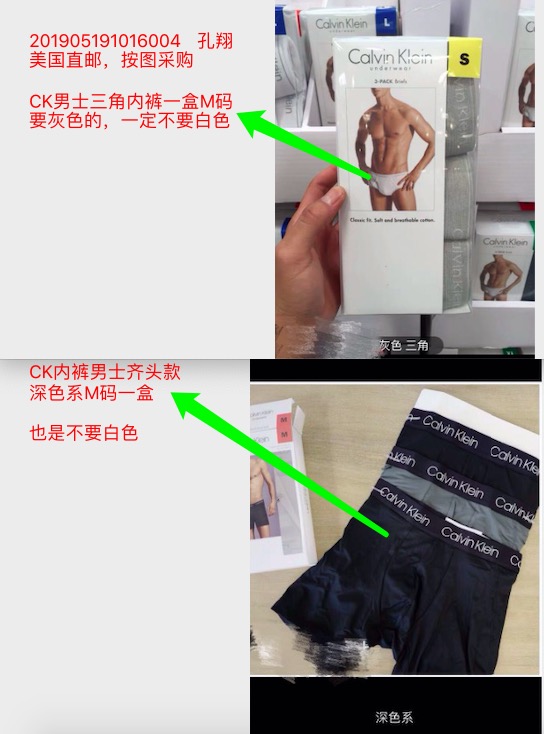 201905191016004 孔翔
美国直邮，按图采购
CK男士三角内裤一盒M码
要灰色的，一定不要白色
Calvin Klein
L
Calvin Klein
underwear
S
3-PACK Briefs
Classic fit. Soft and breathable cotton.
Calvin Klein
灰色 三角
CK内裤男士齐头款
深色系M码一盒
也是不要白色
M
M
Calvin Klein
Calvin Klein
Calvin Klein
Calvin Klein
Calvin Klein
Calvin Klein
深色系